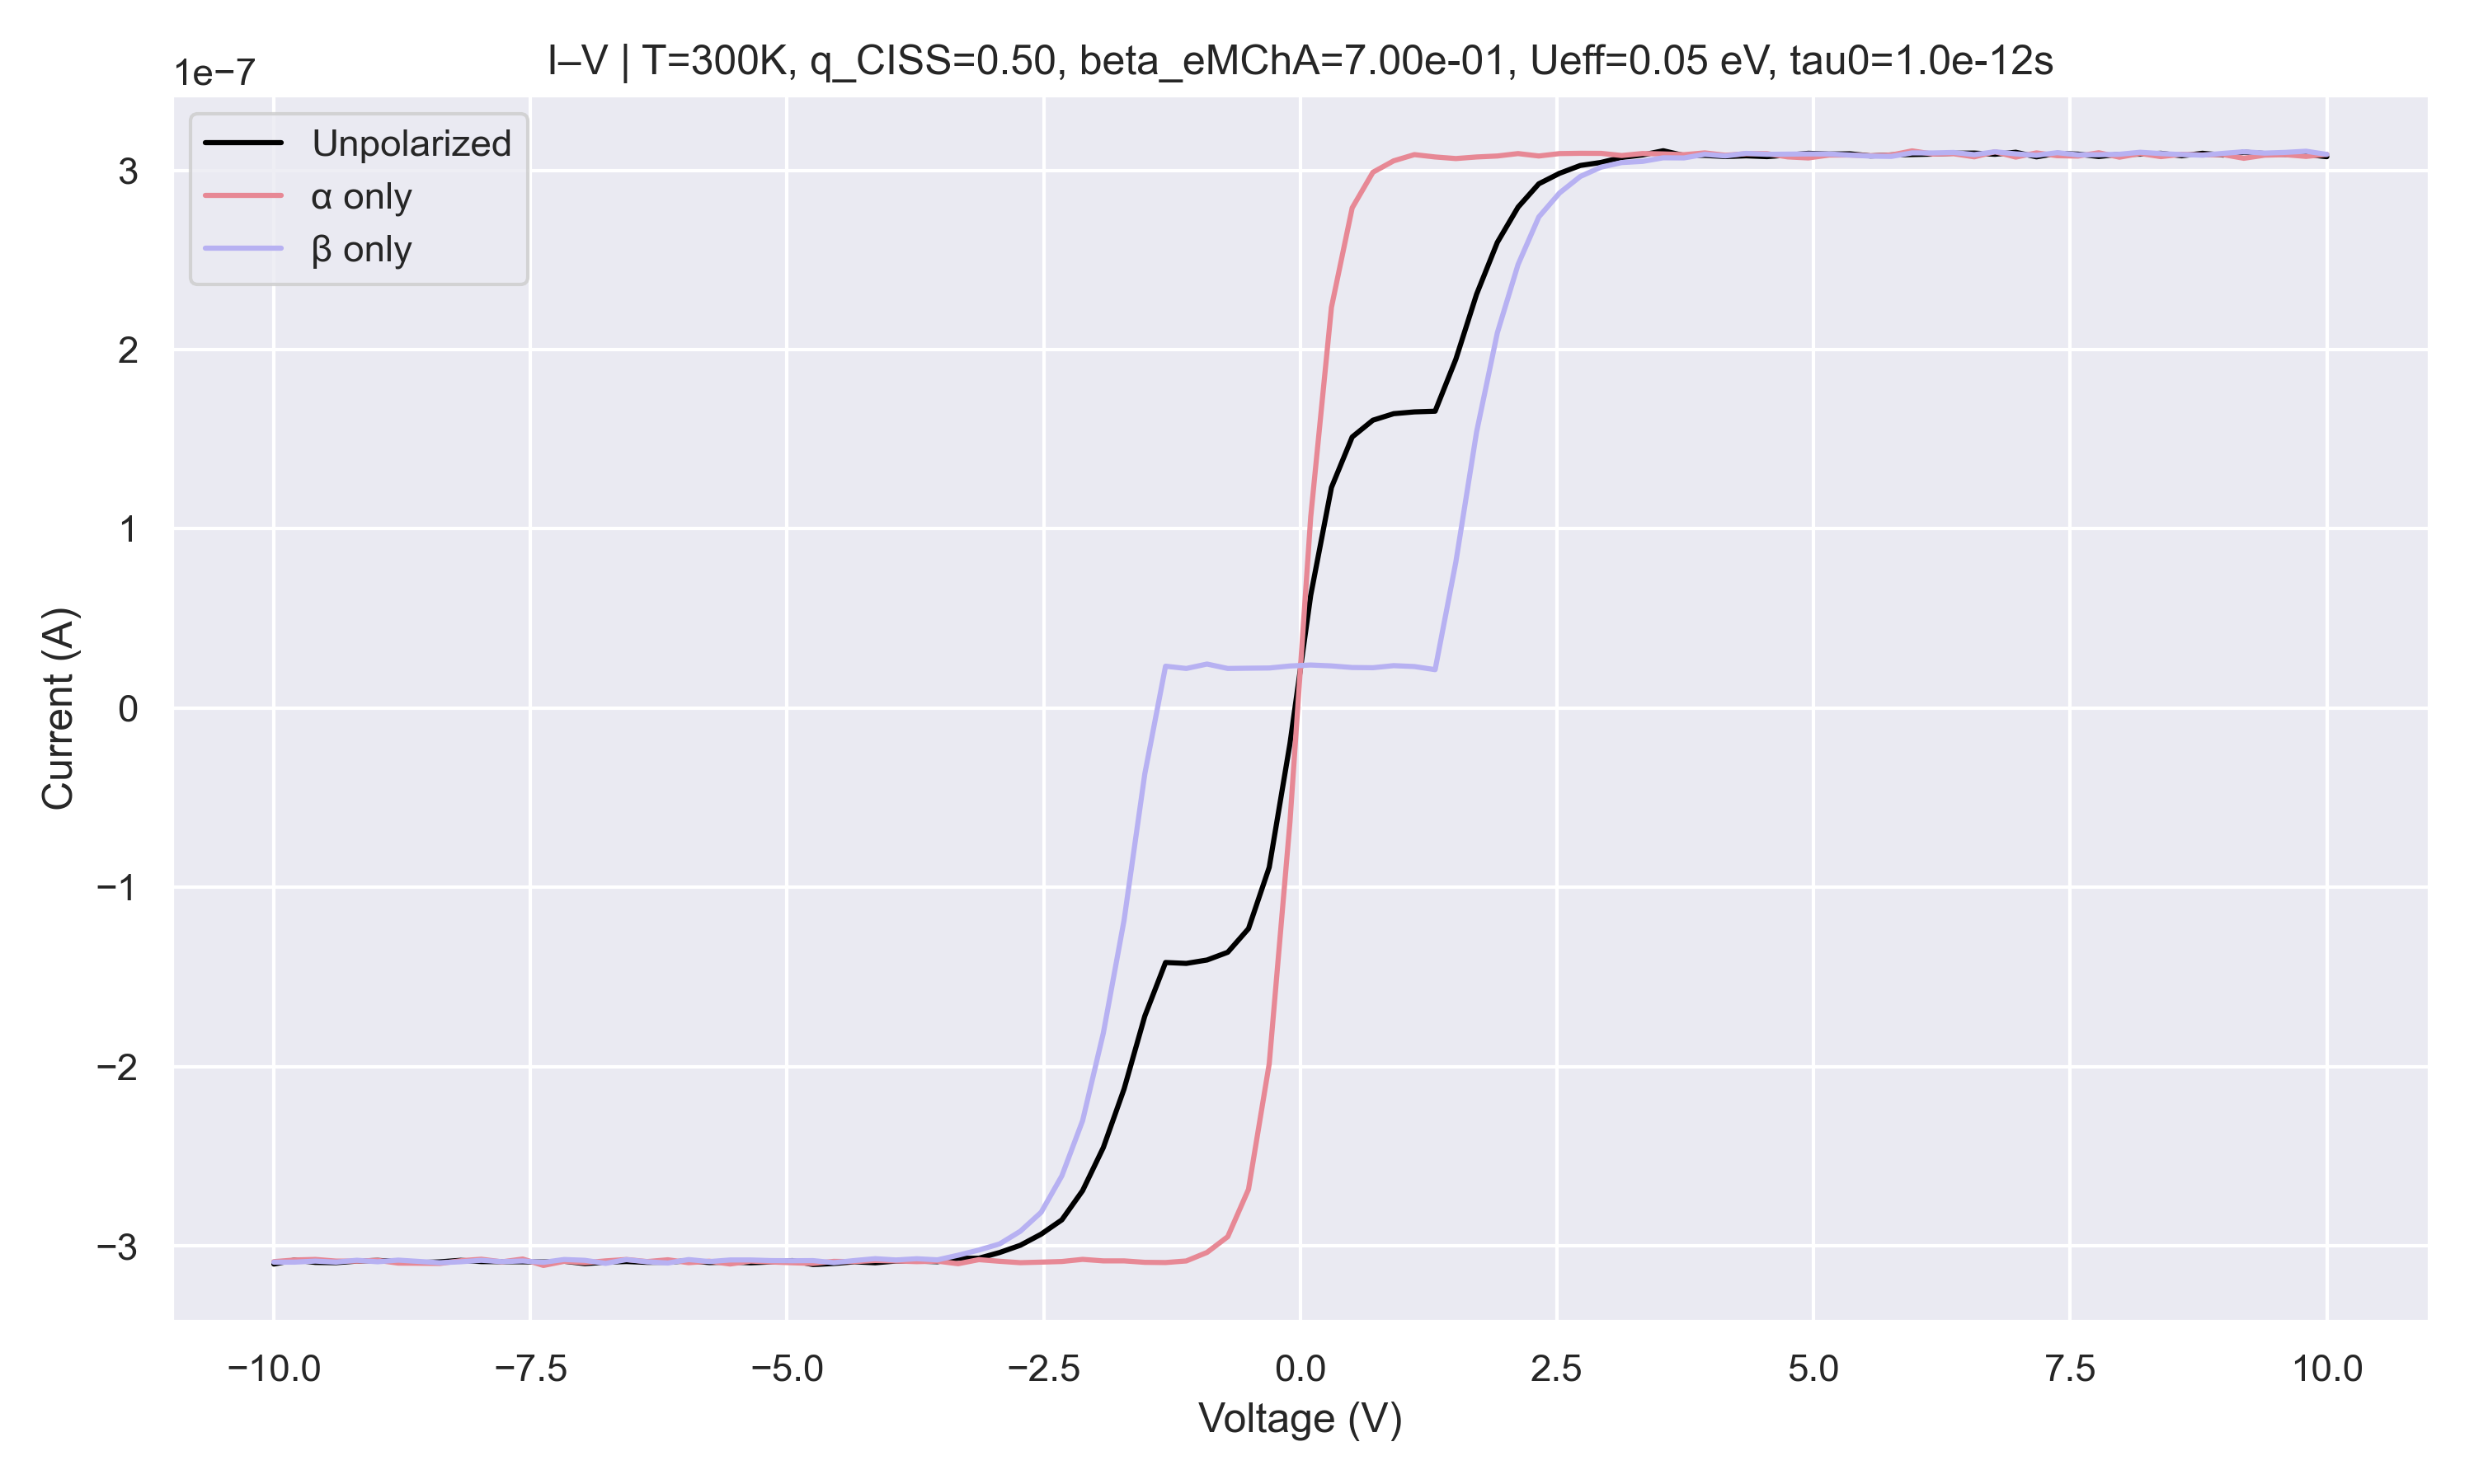 I–V | T=300K, q_CISS=0.50, beta_eMChA=7.00e-01, Ueff=0.05 eV, tau0=1.0e-12s
1e−7
Unpolarized
α only
β only
3
2
1
0
−1
−2
−3
Current (A)
−10.0 −7.5 −5.0 −2.5 0.0 2.5 5.0 7.5 10.0
Voltage (V)